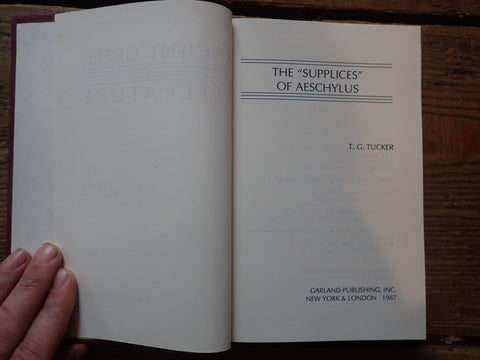 THE "SUPPLICES"
OF AESCHYLUS
T. G. TUCKER
GARLAND PUBLISHING, INC.
NEW YORK & LONDON 1987